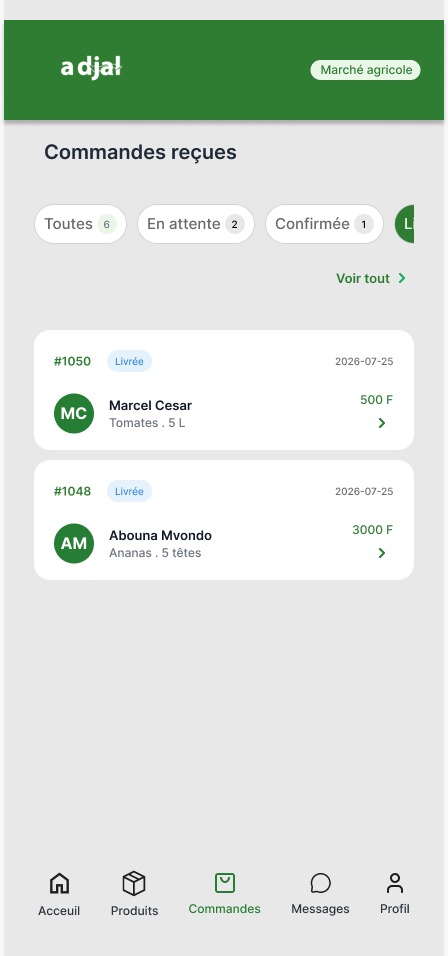 adjal
Marché agricole
Commandes reçues
Toutes 6 En attente 2 Confirmée 1 Li
Voir tout
#1050 Livrée 2026-07-25
500 F
MC Marcel Cesar
Tomates . 5 L
#1048 Livrée 2026-07-25
3000 F
AM Abouna Mvondo
Ananas . 5 têtes
Acceuil Produits Commandes Messages Profil